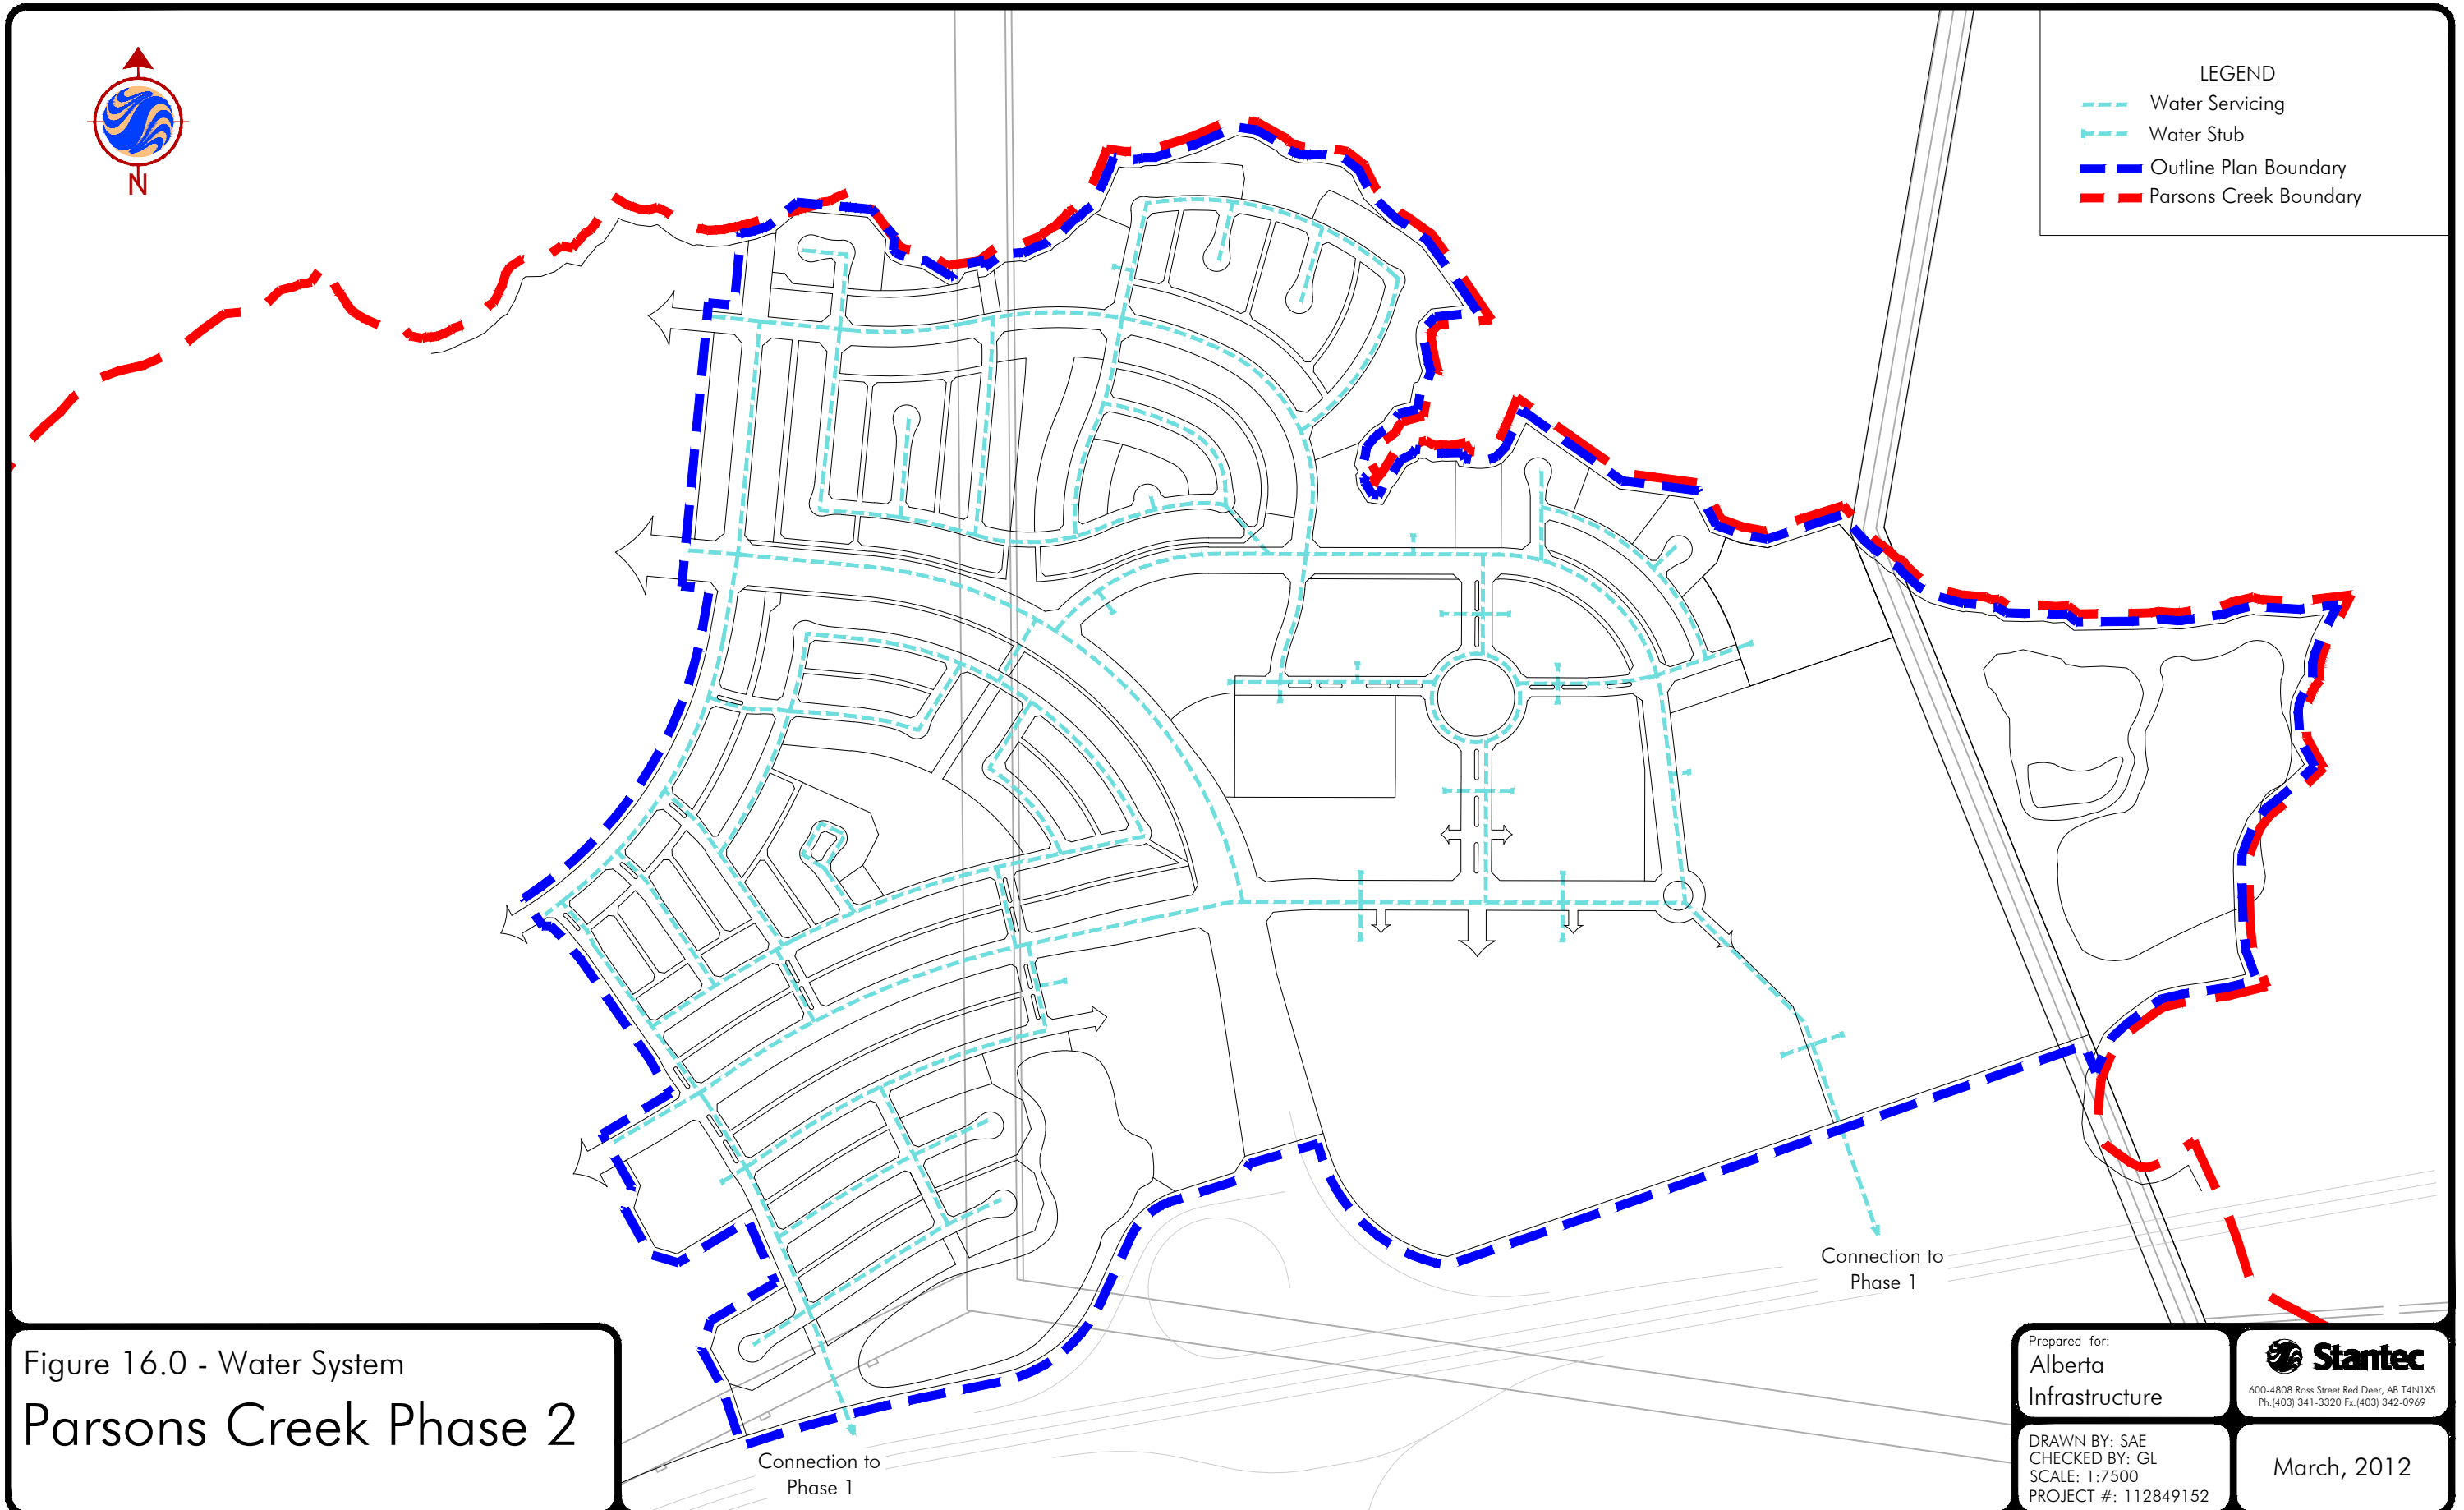 N
LEGEND
Water Servicing
Water Stub
Outline Plan Boundary
Parsons Creek Boundary
Connection to
Phase 1
Connection to
Phase 1
Figure 16.0 - Water System
Parsons Creek Phase 2
Prepared for:
Alberta
Infrastructure
Stantec
600-4808 Ross Street Red Deer, AB T4N1X5
Ph:(403) 341-3320 Fx:(403) 342-0969
DRAWN BY: SAE
CHECKED BY: GL
SCALE: 1:7500
PROJECT #: 112849152
March, 2012